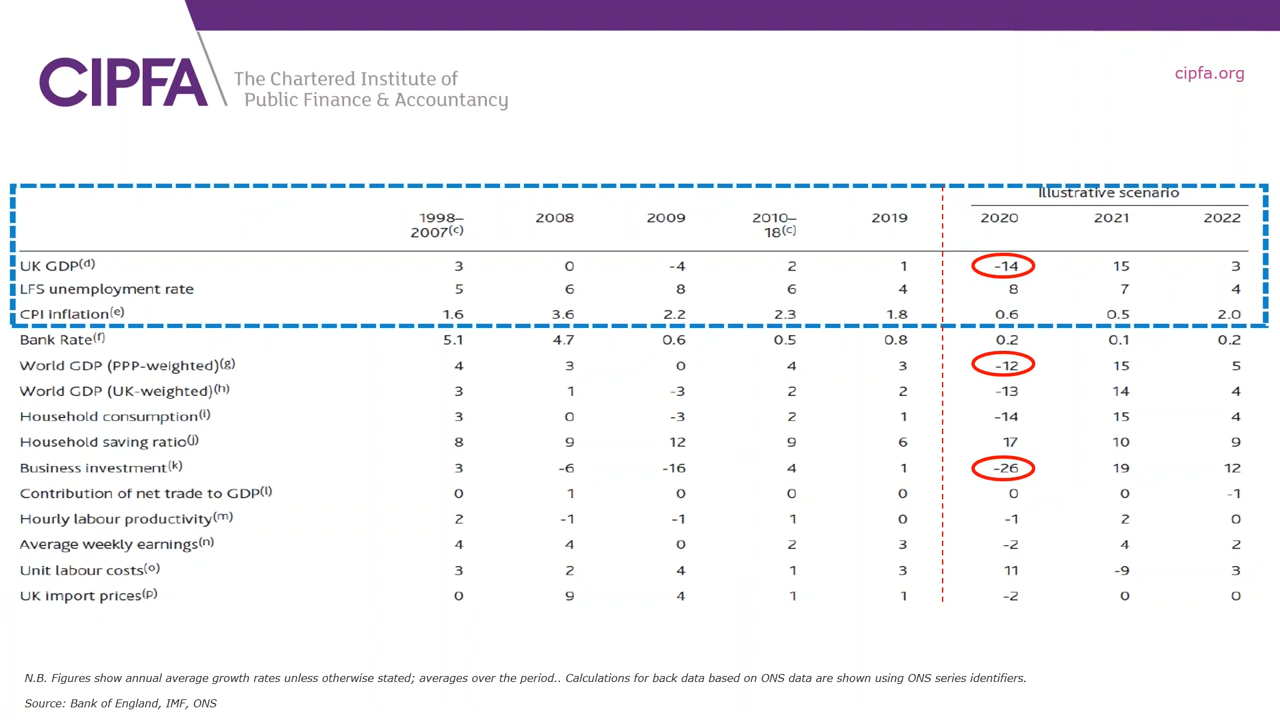 CIPFA
The Chartered Institute of
Public Finance & Accountancy
cipfa.org
Illustrative scenario
1998–
2007(c) 2008 2009 2010–
18(c) 2019 2020 2021 2022
UK GDP(d) 3 0 -4 2 1 -14 15 3
LFS unemployment rate 5 6 8 6 4 8 7 4
CPI inflation(e) 1.6 3.6 2.2 2.3 1.8 0.6 0.5 2.0
Bank Rate(f) 5.1 4.7 0.6 0.5 0.8 0.2 0.1 0.2
World GDP (PPP-weighted)(g) 4 3 0 4 3 -12 15 5
World GDP (UK-weighted)(h) 3 1 -3 2 2 -13 14 4
Household consumption(i) 3 0 -3 2 1 -14 15 4
Household saving ratio(j) 8 9 12 9 6 17 10 9
Business investment(k) 3 -6 -16 4 1 -26 19 12
Contribution of net trade to GDP(l) 0 1 0 0 0 0 0 -1
Hourly labour productivity(m) 2 -1 -1 1 0 -1 2 0
Average weekly earnings(n) 4 4 0 2 3 -2 4 2
Unit labour costs(o) 3 2 4 1 3 11 -9 3
UK import prices(p) 0 9 4 1 1 -2 0 0
N.B. Figures show annual average growth rates unless otherwise stated; averages over the period.. Calculations for back data based on ONS data are shown using ONS series identifiers.
Source: Bank of England, IMF, ONS